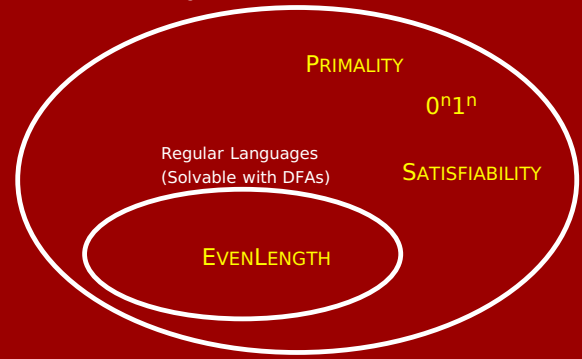 PRIMALITY
0ⁿ1ⁿ
Regular Languages
(Solvable with DFAs)
SATISFIABILITY
EVENLENGTH